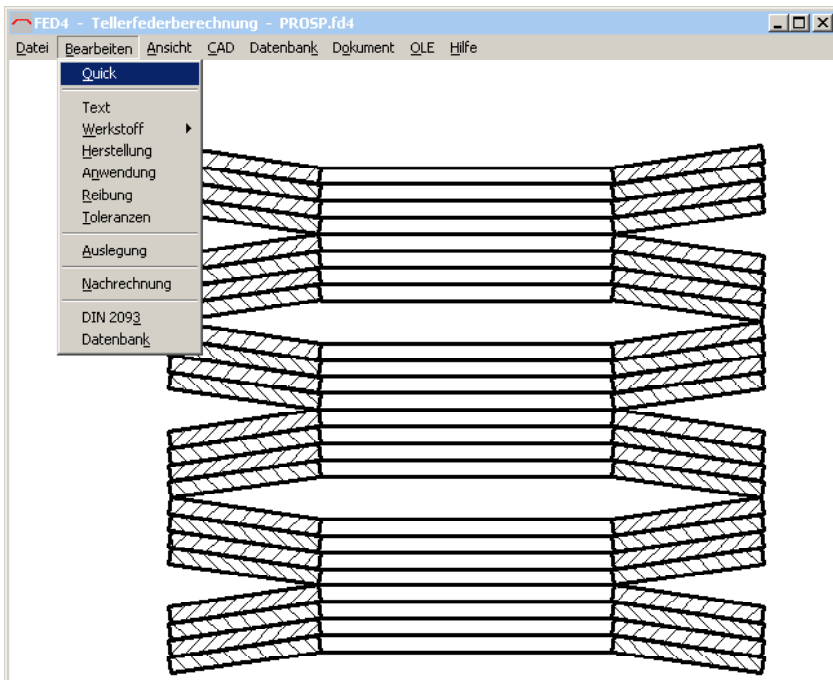 FED4 - Tellerfederberechnung - PROSP.fd4
Datei Bearbeiten Ansicht CAD Datenbank Dokument OLE Hilfe
Quick
Text
Werkstoff
Herstellung
Anwendung
Reibung
Toleranzen
Auslegung
Nachrechnung
DIN 2093
Datenbank